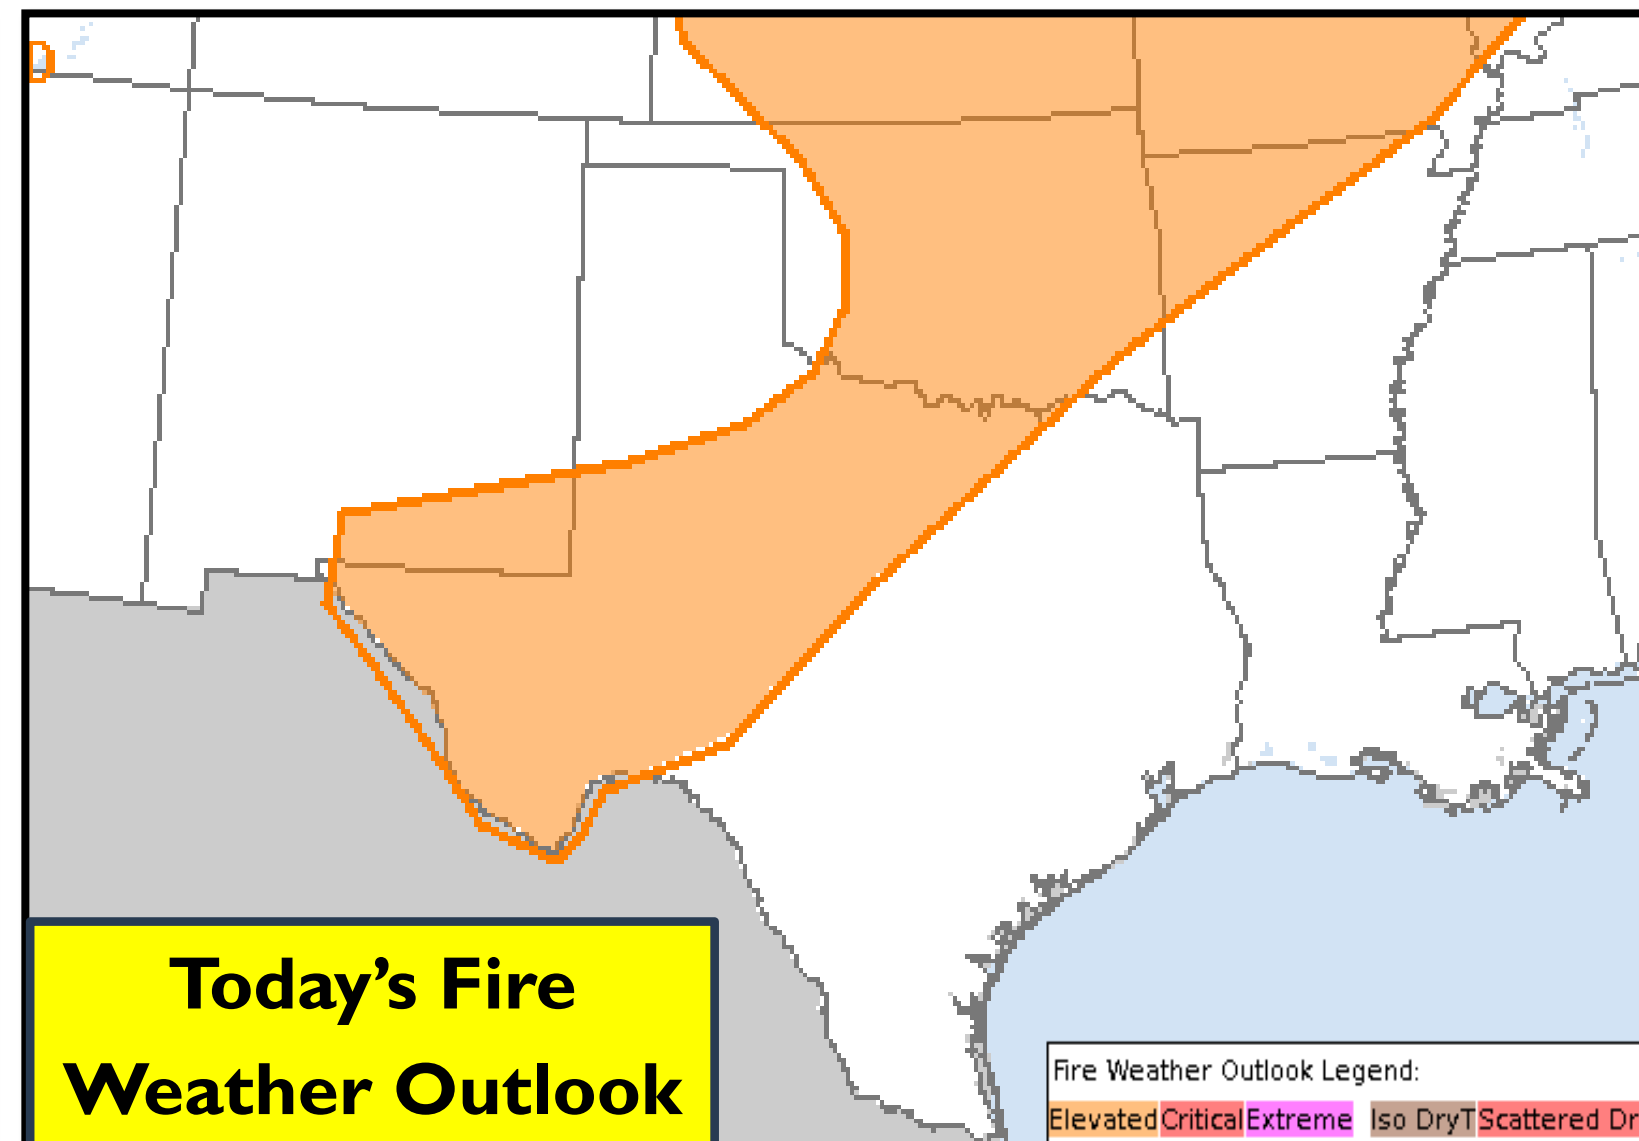 Today’s Fire
Weather Outlook
Fire Weather Outlook Legend:
Elevated Critical Extreme Iso DryT Scattered Dr